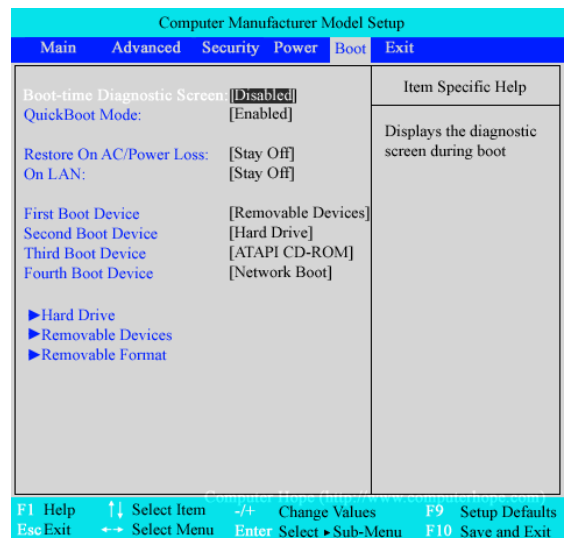 Computer Manufacturer Model Setup
Main Advanced Security Power Boot Exit
Boot-time Diagnostic Screen: [Disabled]
QuickBoot Mode: [Enabled]
Restore On AC/Power Loss: [Stay Off]
On LAN: [Stay Off]
First Boot Device [Removable Devices]
Second Boot Device [Hard Drive]
Third Boot Device [ATAPI CD-ROM]
Fourth Boot Device [Network Boot]
►Hard Drive
►Removable Devices
►Removable Format
Item Specific Help
Displays the diagnostic
screen during boot
Computer Hope (http://www.computerhope.com)
F1 Help ↑↓ Select Item -/+ Change Values F9 Setup Defaults
Esc Exit ←→ Select Menu Enter Select ►Sub-Menu F10 Save and Exit